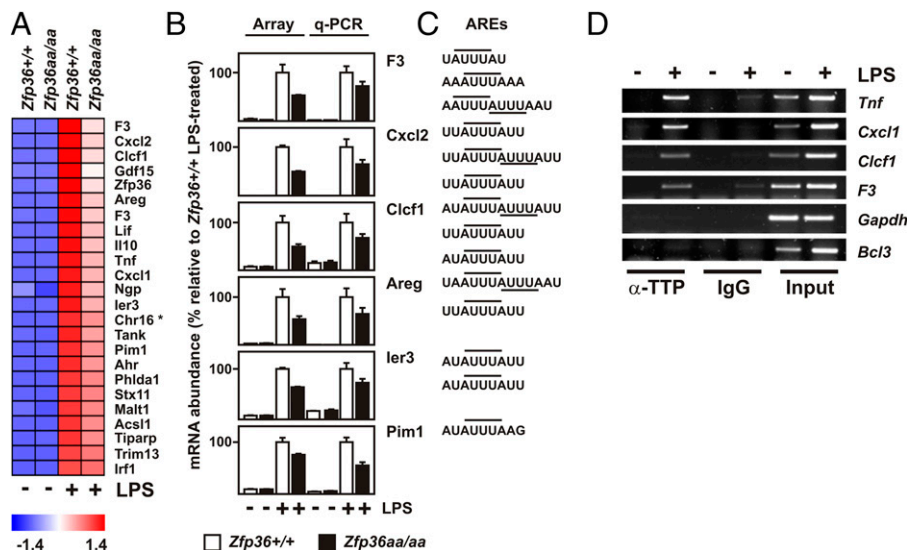 A
Zfp36+/+
Zfp36aa/aa
Zfp36+/+
Zfp36aa/aa
F3
Cxcl2
Clcf1
Gdf15
Zfp36
Areg
F3
Lif
Il10
Tnf
Cxcl1
Ngp
Ier3
Chr16 *
Tank
Pim1
Ahr
Phlda1
Stx11
Malt1
Acsl1
Tiparp
Trim13
Irf1
- - + + LPS
-1.4 1.4
B
Array q-PCR
mRNA abundance (% relative to Zfp36+/+ LPS-treated)
100
F3
100
Cxcl2
100
Clcf1
100
Areg
100
Ier3
100
Pim1
- - + + - - + + LPS
Zfp36+/+ Zfp36aa/aa
C
AREs
UAUUUAU
AAAUUUAAA
AAUUUAUUUAAU
UUAUUUAUU
UUAUUUAUUUAUU
UUAUUUAUU
AUAUUUAUUUAUU
UUAUUUAUU
AUAUUUAUU
UAAUUUAUUUAAU
UUAUUUAUU
AUAUUUAUU
AUAUUUAUU
AUAUUUAAG
D
- + - + - + LPS
Tnf
Cxcl1
Clcf1
F3
Gapdh
Bcl3
α-TTP IgG Input